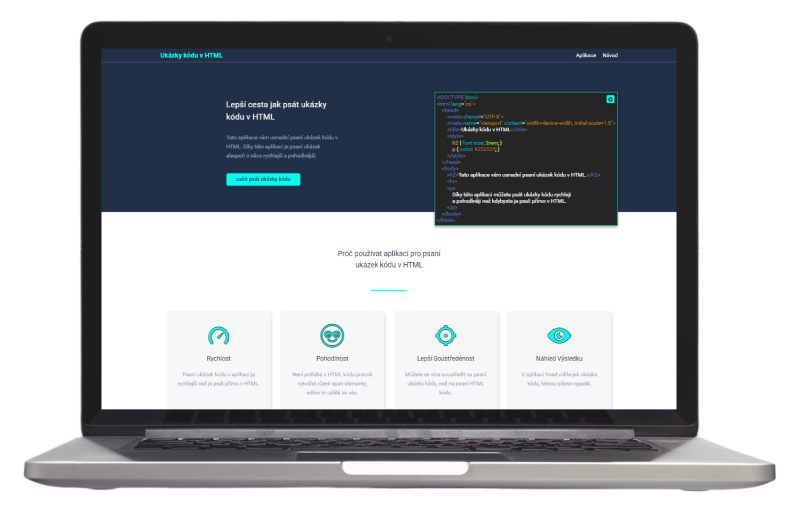 Ukázky kódu v HTML
Aplikace Návod
Lepší cesta jak psát ukázky
kódu v HTML
Tato aplikace vám usnadní psaní ukázek kódu v
HTML. Díky této aplikaci je psaní ukázek
alespoň o něco rychlejší a pohodlnější.
začít psát ukázky kódu
<!DOCTYPE html>
<html lang="cs">
<head>
<meta charset="UTF-8">
<meta name="viewport" content="width=device-width, initial-scale=1.0">
<title>Ukázky kódu v HTML</title>
<style>
h2 { font-size: 2rem; }
p { color: #252525; }
</style>
</head>
<body>
<h2>Tato aplikace vám usnadní psaní ukázek kódu v HTML.</h2>
<hr>
<p>
Díky této aplikaci můžete psát ukázky kódu rychleji
a pohodlněji než kdybyste je psali přímo v HTML.
</p>
</body>
</html>
Proč používat aplikaci pro psaní
ukázek kódu v HTML
Rychlost
Psaní ukázek kódu v aplikaci je
rychlejší než je psát přímo v HTML.
Pohodlnost
Není potřeba v HTML kódu pracně
vytvářet různé span elementy,
editor to udělá za vás.
Lepší Soustředěnost
Můžete se více soustředit na psaní
ukázky kódu, než na psaní HTML
kódu.
Náhled Výsledku
V aplikaci hned vidíte jak ukázka
kódu, kterou píšete vypadá.